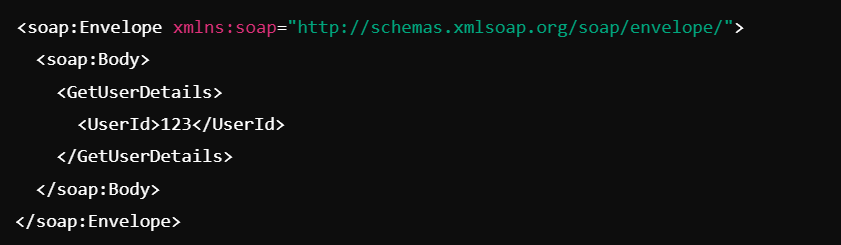 <soap:Envelope xmlns:soap="http://schemas.xmlsoap.org/soap/envelope/">
  <soap:Body>
    <GetUserDetails>
      <UserId>123</UserId>
    </GetUserDetails>
  </soap:Body>
</soap:Envelope>